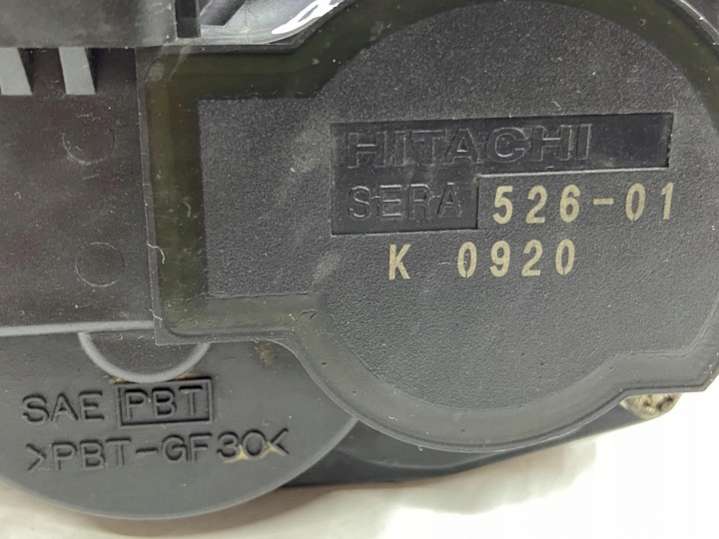 HITACHI
SERA 526-01
K 0920
SAE PBT
>PBT-GF30<